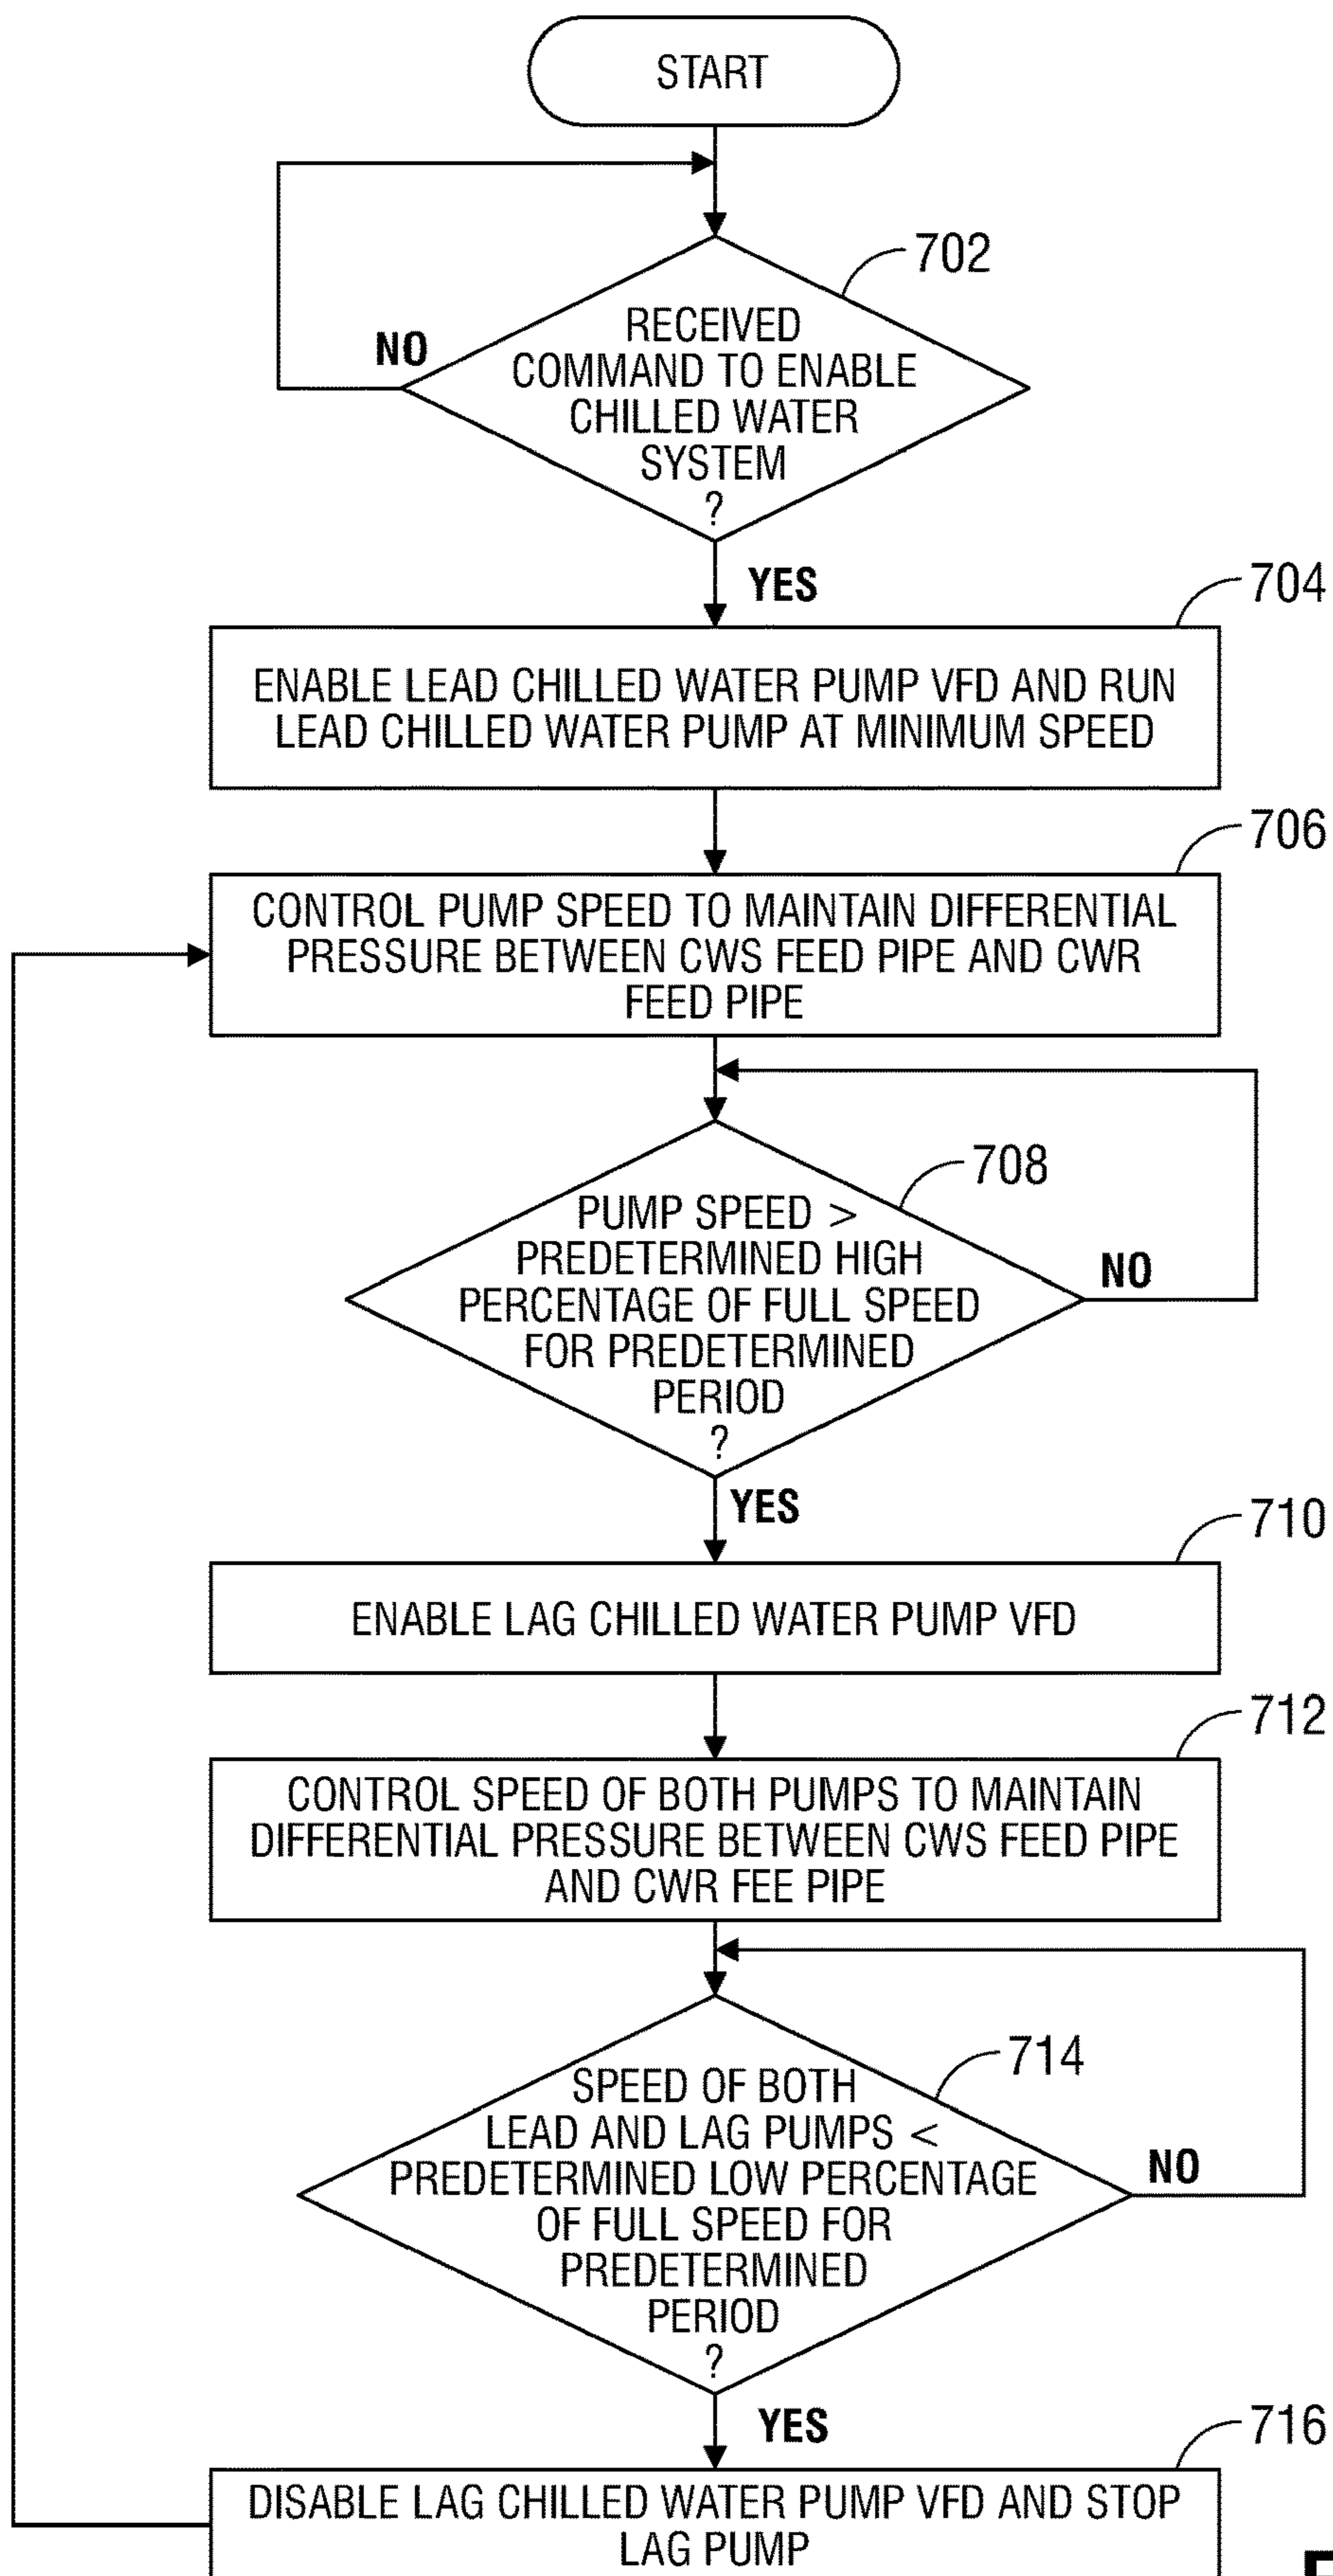 START
702
RECEIVED
COMMAND TO ENABLE
CHILLED WATER
SYSTEM
?
NO
YES
704
ENABLE LEAD CHILLED WATER PUMP VFD AND RUN
LEAD CHILLED WATER PUMP AT MINIMUM SPEED
706
CONTROL PUMP SPEED TO MAINTAIN DIFFERENTIAL
PRESSURE BETWEEN CWS FEED PIPE AND CWR
FEED PIPE
708
PUMP SPEED >
PREDETERMINED HIGH
PERCENTAGE OF FULL SPEED
FOR PREDETERMINED
PERIOD
?
NO
YES
710
ENABLE LAG CHILLED WATER PUMP VFD
712
CONTROL SPEED OF BOTH PUMPS TO MAINTAIN
DIFFERENTIAL PRESSURE BETWEEN CWS FEED PIPE
AND CWR FEE PIPE
714
SPEED OF BOTH
LEAD AND LAG PUMPS <
PREDETERMINED LOW PERCENTAGE
OF FULL SPEED FOR
PREDETERMINED
PERIOD
?
NO
YES
716
DISABLE LAG CHILLED WATER PUMP VFD AND STOP
LAG PUMP